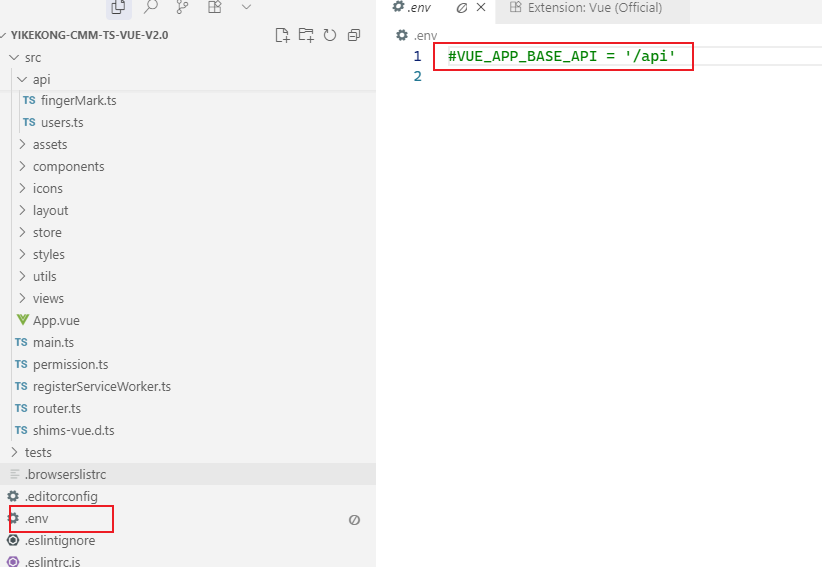 .env
Extension: Vue (Official)
YIKEKONG-CMM-TS-VUE-V2.0
src
api
TS fingerMark.ts
TS users.ts
assets
components
icons
layout
store
styles
utils
views
App.vue
TS main.ts
TS permission.ts
TS registerServiceWorker.ts
TS router.ts
TS shims-vue.d.ts
tests
.browserslistrc
.editorconfig
.env
.eslintignore
.eslintrc.js
.env
1 #VUE_APP_BASE_API = '/api'
2